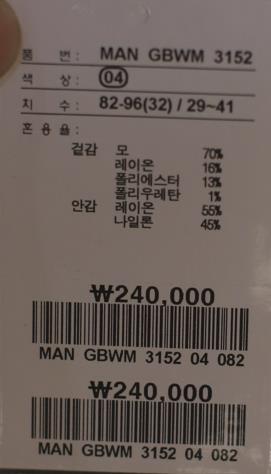 품 번 : MAN GBWM 3152
색 상 : 04
치 수 : 82-96(32) / 29~41
혼 용 율 :
겉감 모 70%
레이온 16%
폴리에스터 13%
폴리우레탄 1%
안감 레이온 55%
나일론 45%
₩240,000
MAN GBWM 3152 04 082
₩240,000
MAN GBWM 3152 04 082